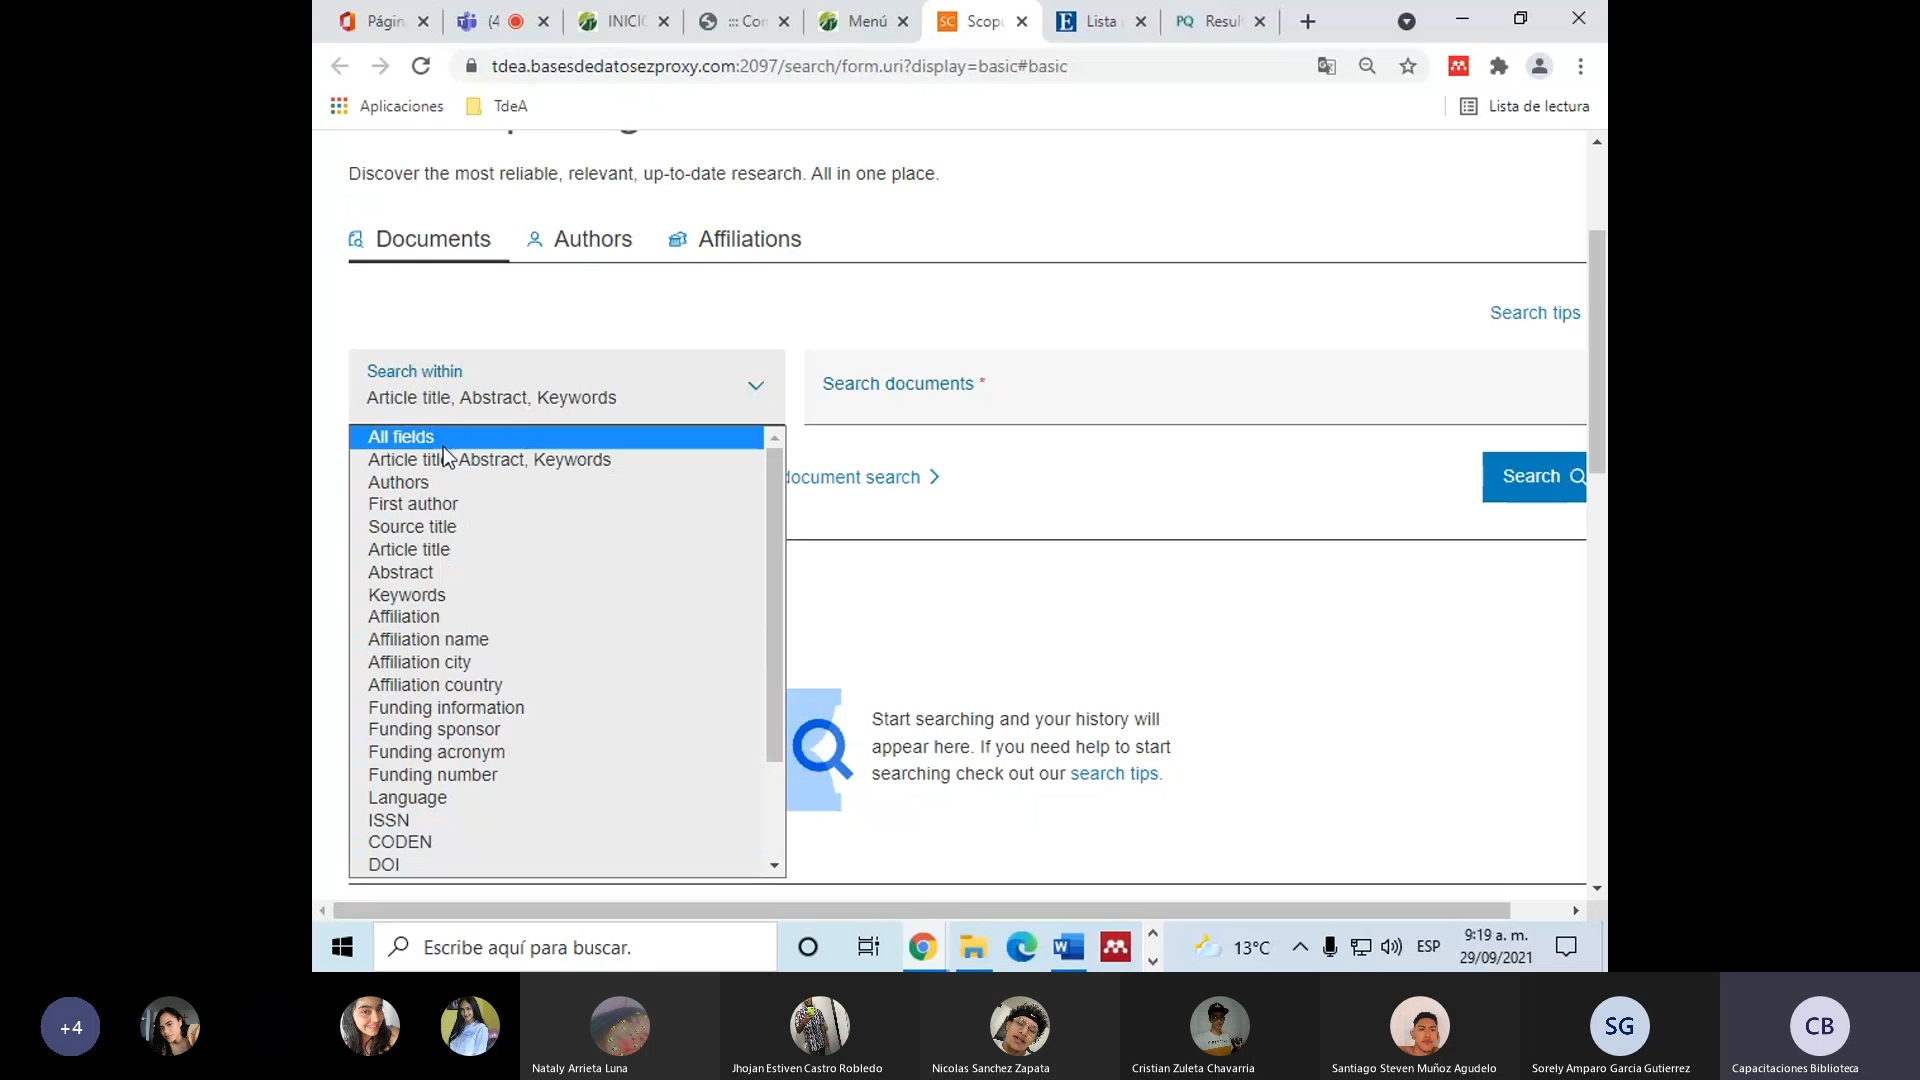 Págin
(4
INICI
::: Con
Menú
Scopu
Lista
Resul
tdea.basesdedatosezproxy.com:2097/search/form.uri?display=basic#basic
Aplicaciones
TdeA
Lista de lectura
Discover the most reliable, relevant, up-to-date research. All in one place.
Documents
Authors
Affiliations
Search tips
Search within
Article title, Abstract, Keywords
Search documents *
All fields
Article title, Abstract, Keywords
Authors
First author
Source title
Article title
Abstract
Keywords
Affiliation
Affiliation name
Affiliation city
Affiliation country
Funding information
Funding sponsor
Funding acronym
Funding number
Language
ISSN
CODEN
DOI
document search
Search
Start searching and your history will
appear here. If you need help to start
searching check out our search tips.
Escribe aquí para buscar.
13°C
ESP
9:19 a. m.
29/09/2021
+4
SG
CB
Nataly Arrieta Luna
Jhojan Estiven Castro Robledo
Nicolas Sanchez Zapata
Cristian Zuleta Chavarria
Santiago Steven Muñoz Agudelo
Sorely Amparo Garcia Gutierrez
Capacitaciones Biblioteca